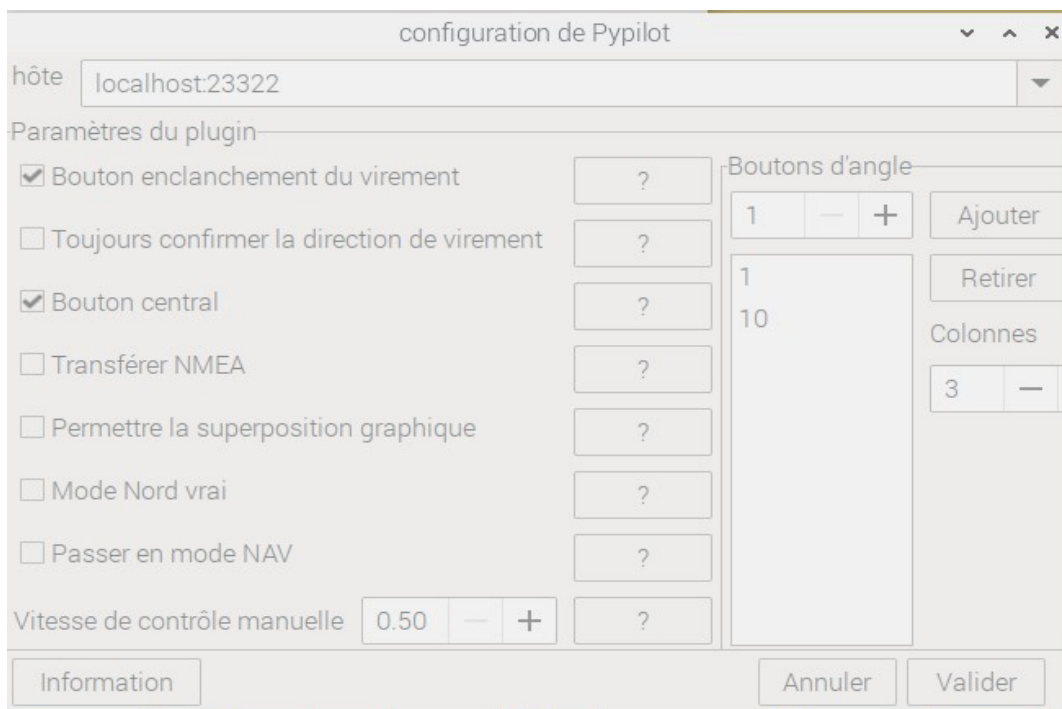 configuration de Pypilot
hôte localhost:23322
Paramètres du plugin
Bouton enclanchement du virement ?
Toujours confirmer la direction de virement ?
Bouton central ?
Transférer NMEA ?
Permettre la superposition graphique ?
Mode Nord vrai ?
Passer en mode NAV ?
Vitesse de contrôle manuelle 0.50 — + ?
Boutons d'angle
1 — + Ajouter
1
10
Retirer
Colonnes
3 —
Information Annuler Valider